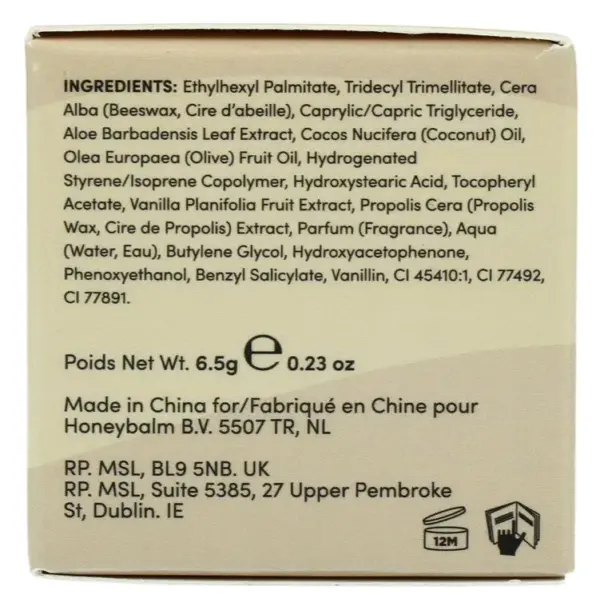 INGREDIENTS: Ethylhexyl Palmitate, Tridecyl Trimellitate, Cera
Alba (Beeswax, Cire d'abeille), Caprylic/Capric Triglyceride,
Aloe Barbadensis Leaf Extract, Cocos Nucifera (Coconut) Oil,
Olea Europaea (Olive) Fruit Oil, Hydrogenated
Styrene/Isoprene Copolymer, Hydroxystearic Acid, Tocopheryl
Acetate, Vanilla Planifolia Fruit Extract, Propolis Cera (Propolis
Wax, Cire de Propolis) Extract, Parfum (Fragrance), Aqua
(Water, Eau), Butylene Glycol, Hydroxyacetophenone,
Phenoxyethanol, Benzyl Salicylate, Vanillin, CI 45410:1, CI 77492,
CI 77891.
Poids Net Wt. 6.5g e 0.23 oz
Made in China for/Fabriqué en Chine pour
Honeybalm B.V. 5507 TR, NL
RP. MSL, BL9 5NB. UK
RP. MSL, Suite 5385, 27 Upper Pembroke
St, Dublin. IE
12M